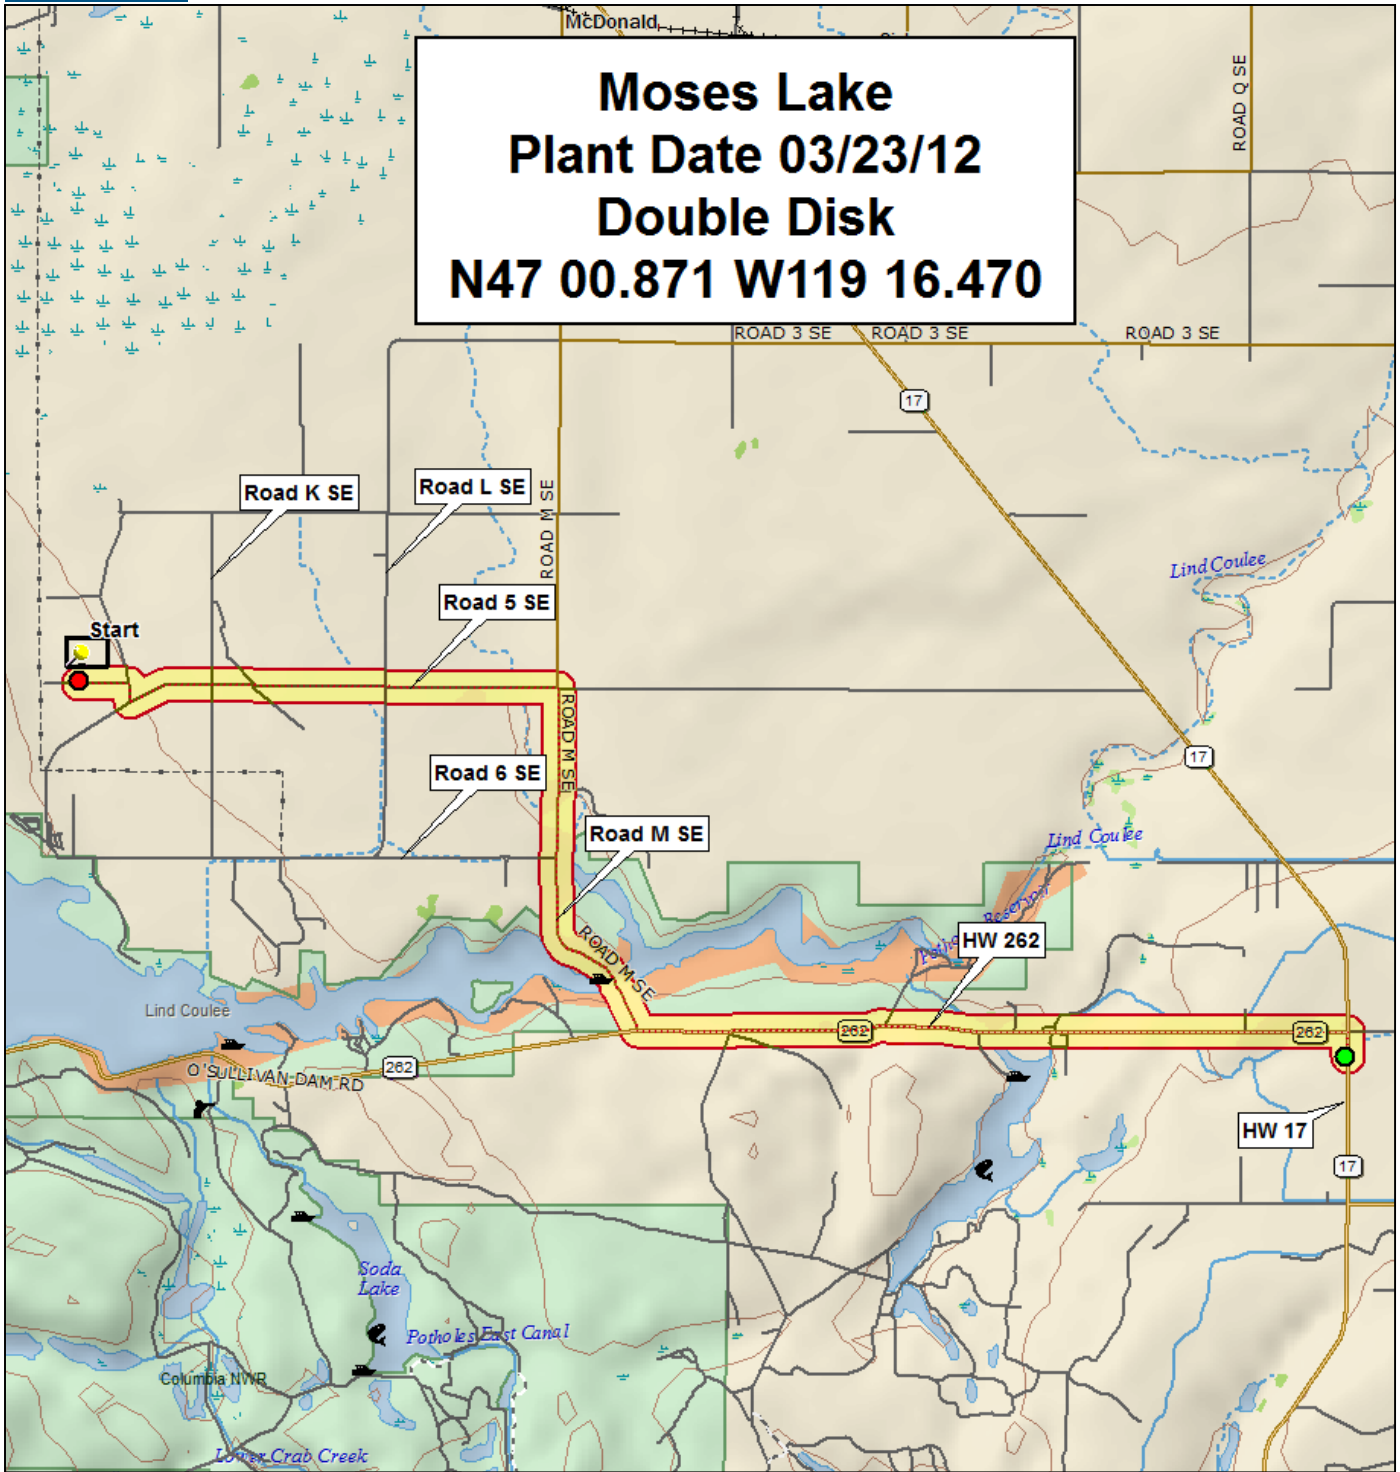 McDonald
Moses Lake
Plant Date 03/23/12
Double Disk
N47 00.871 W119 16.470
ROAD Q SE
ROAD 3 SE
ROAD 3 SE
ROAD 3 SE
17
Road K SE
Road L SE
ROAD M SE
Lind Coulee
Road 5 SE
Start
ROAD M SE
17
Road 6 SE
Road M SE
Lind Coulee
Reservoir
HW 262
ROAD M SE
Lind Coulee
262
262
262
O'SULLIVAN DAM RD
HW 17
17
Soda
Lake
Potholes East Canal
Columbia NWR
Lower Crab Creek